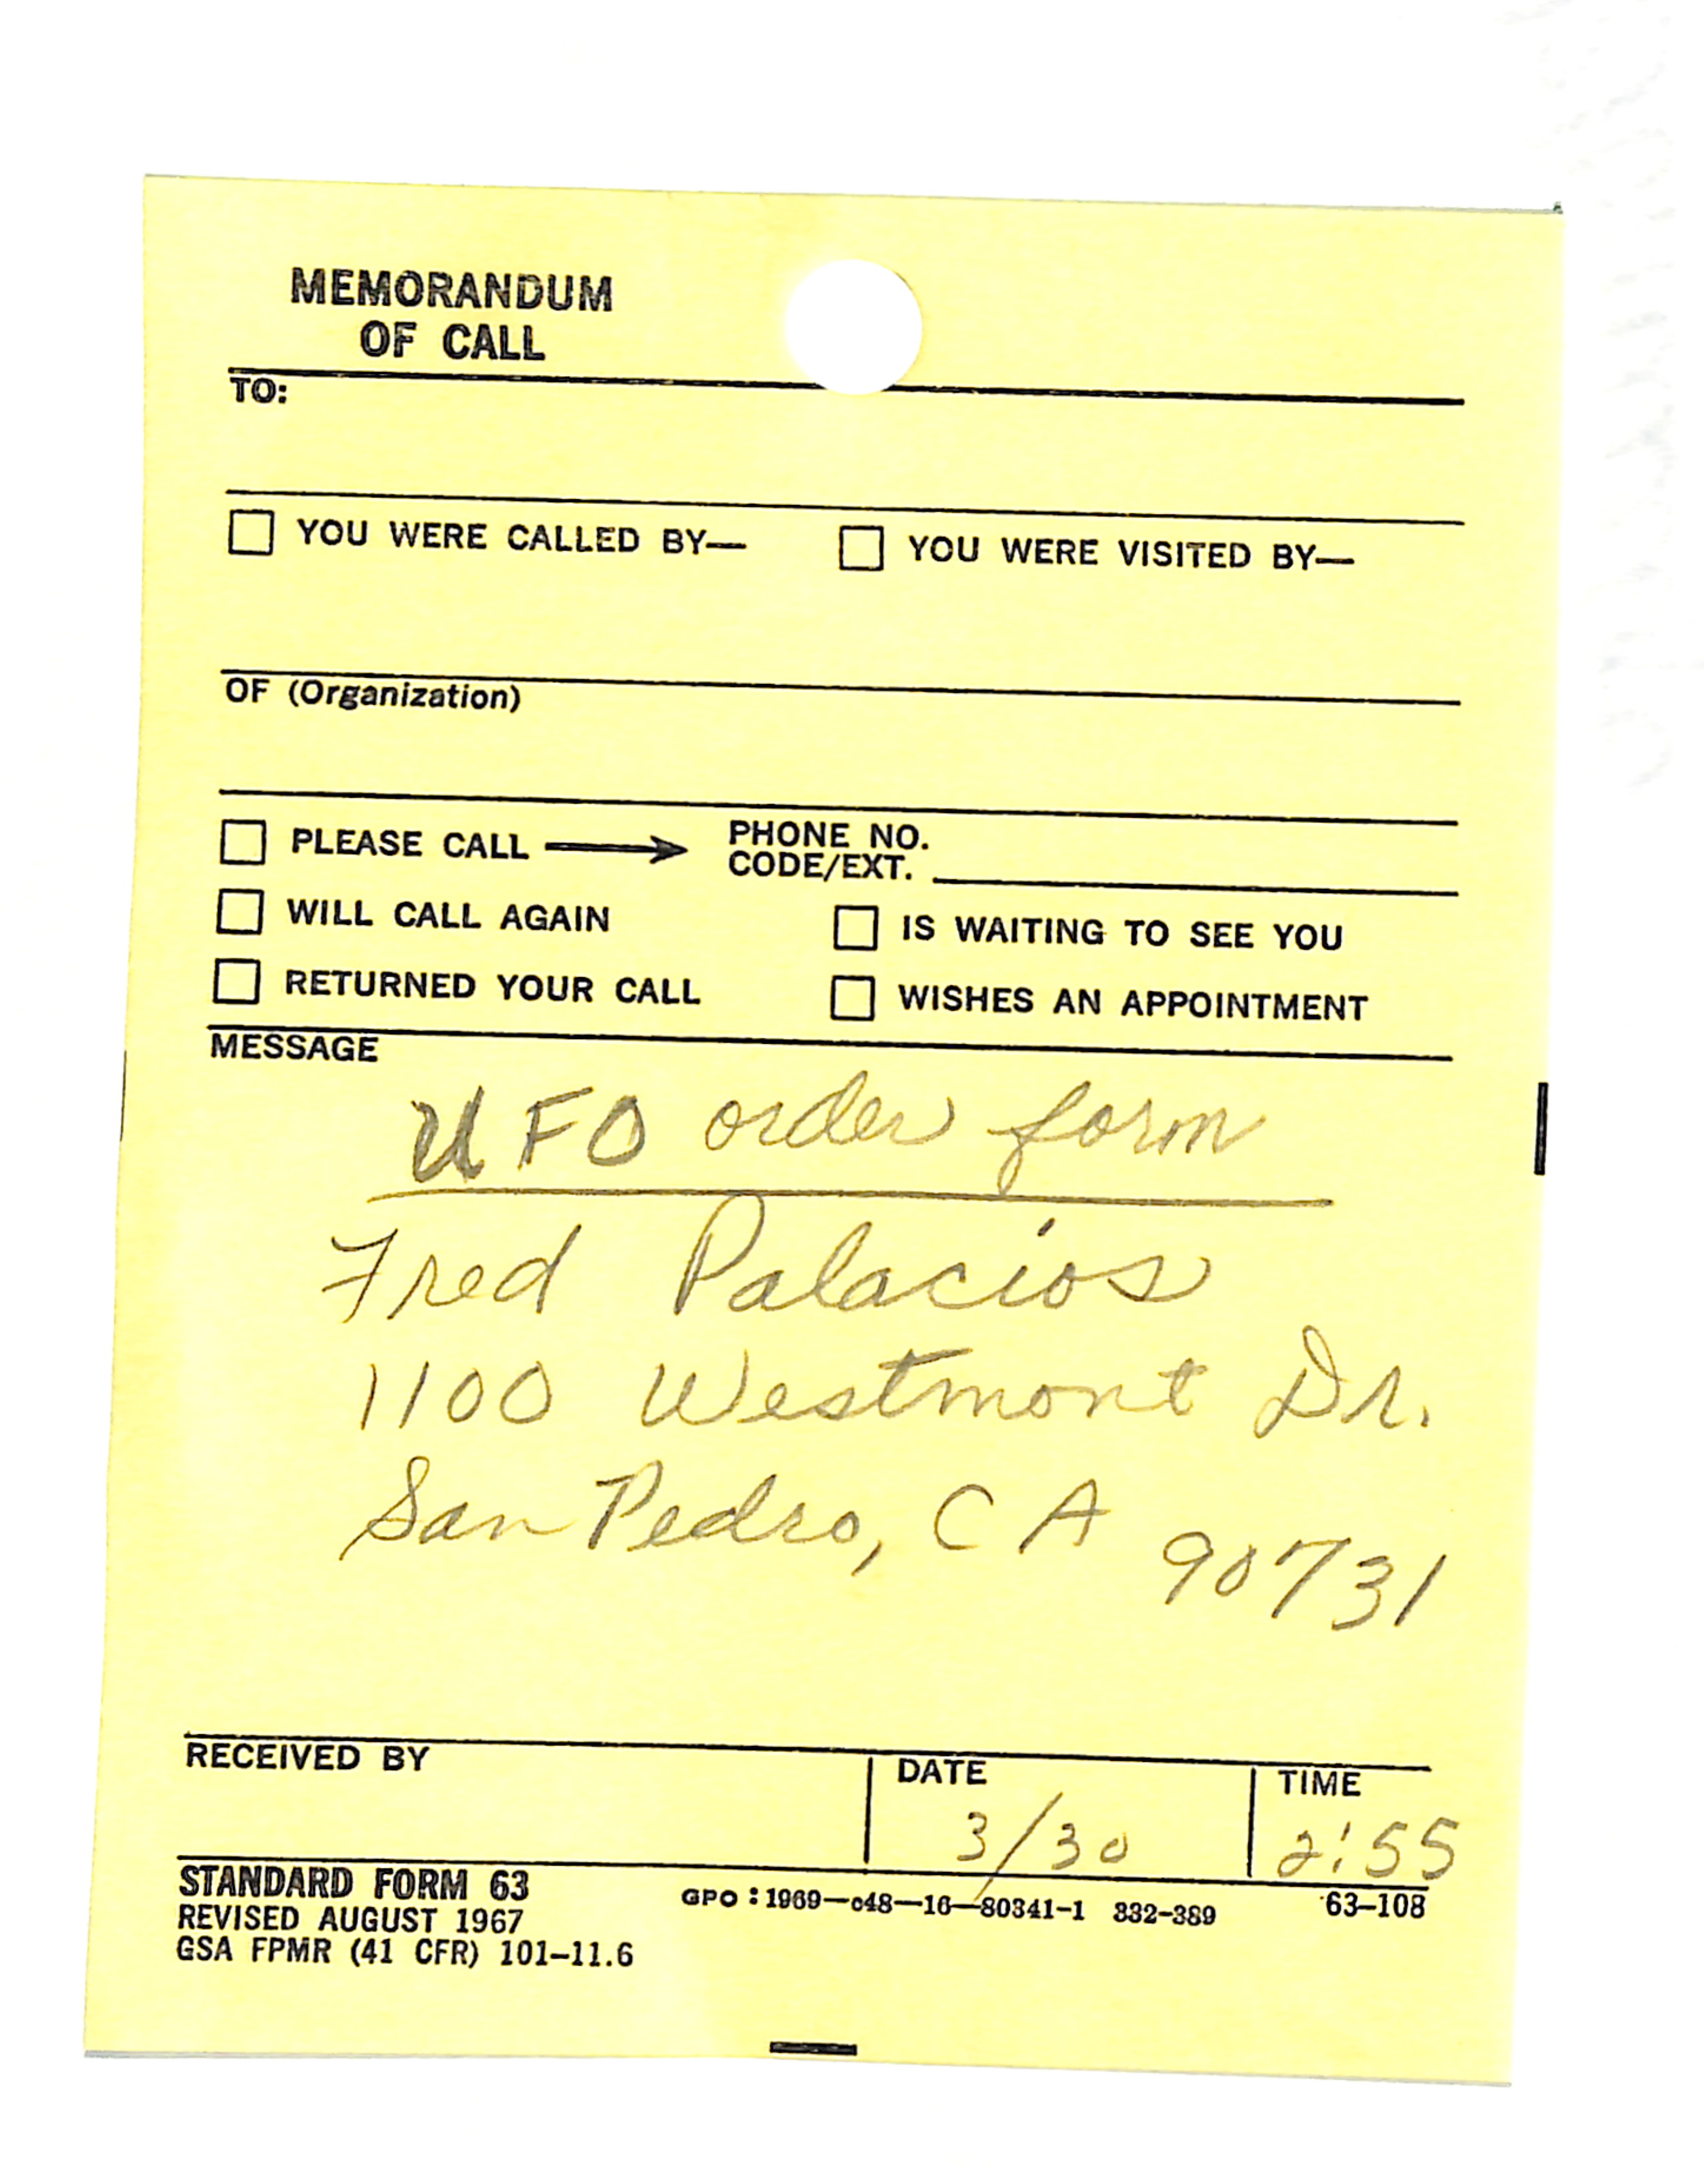 MEMORANDUM
OF CALL
TO:
YOU WERE CALLED BY— YOU WERE VISITED BY—
OF (Organization)
PLEASE CALL → PHONE NO.
CODE/EXT.
WILL CALL AGAIN IS WAITING TO SEE YOU
RETURNED YOUR CALL WISHES AN APPOINTMENT
MESSAGE
UFO order form
Fred Palacios
1100 Westmont Dr.
San Pedro, CA 90731
RECEIVED BY DATE TIME
3/30 2:55
STANDARD FORM 63 GPO : 1969—c48—16—80341-1 332-389 63-108
REVISED AUGUST 1967
GSA FPMR (41 CFR) 101-11.6